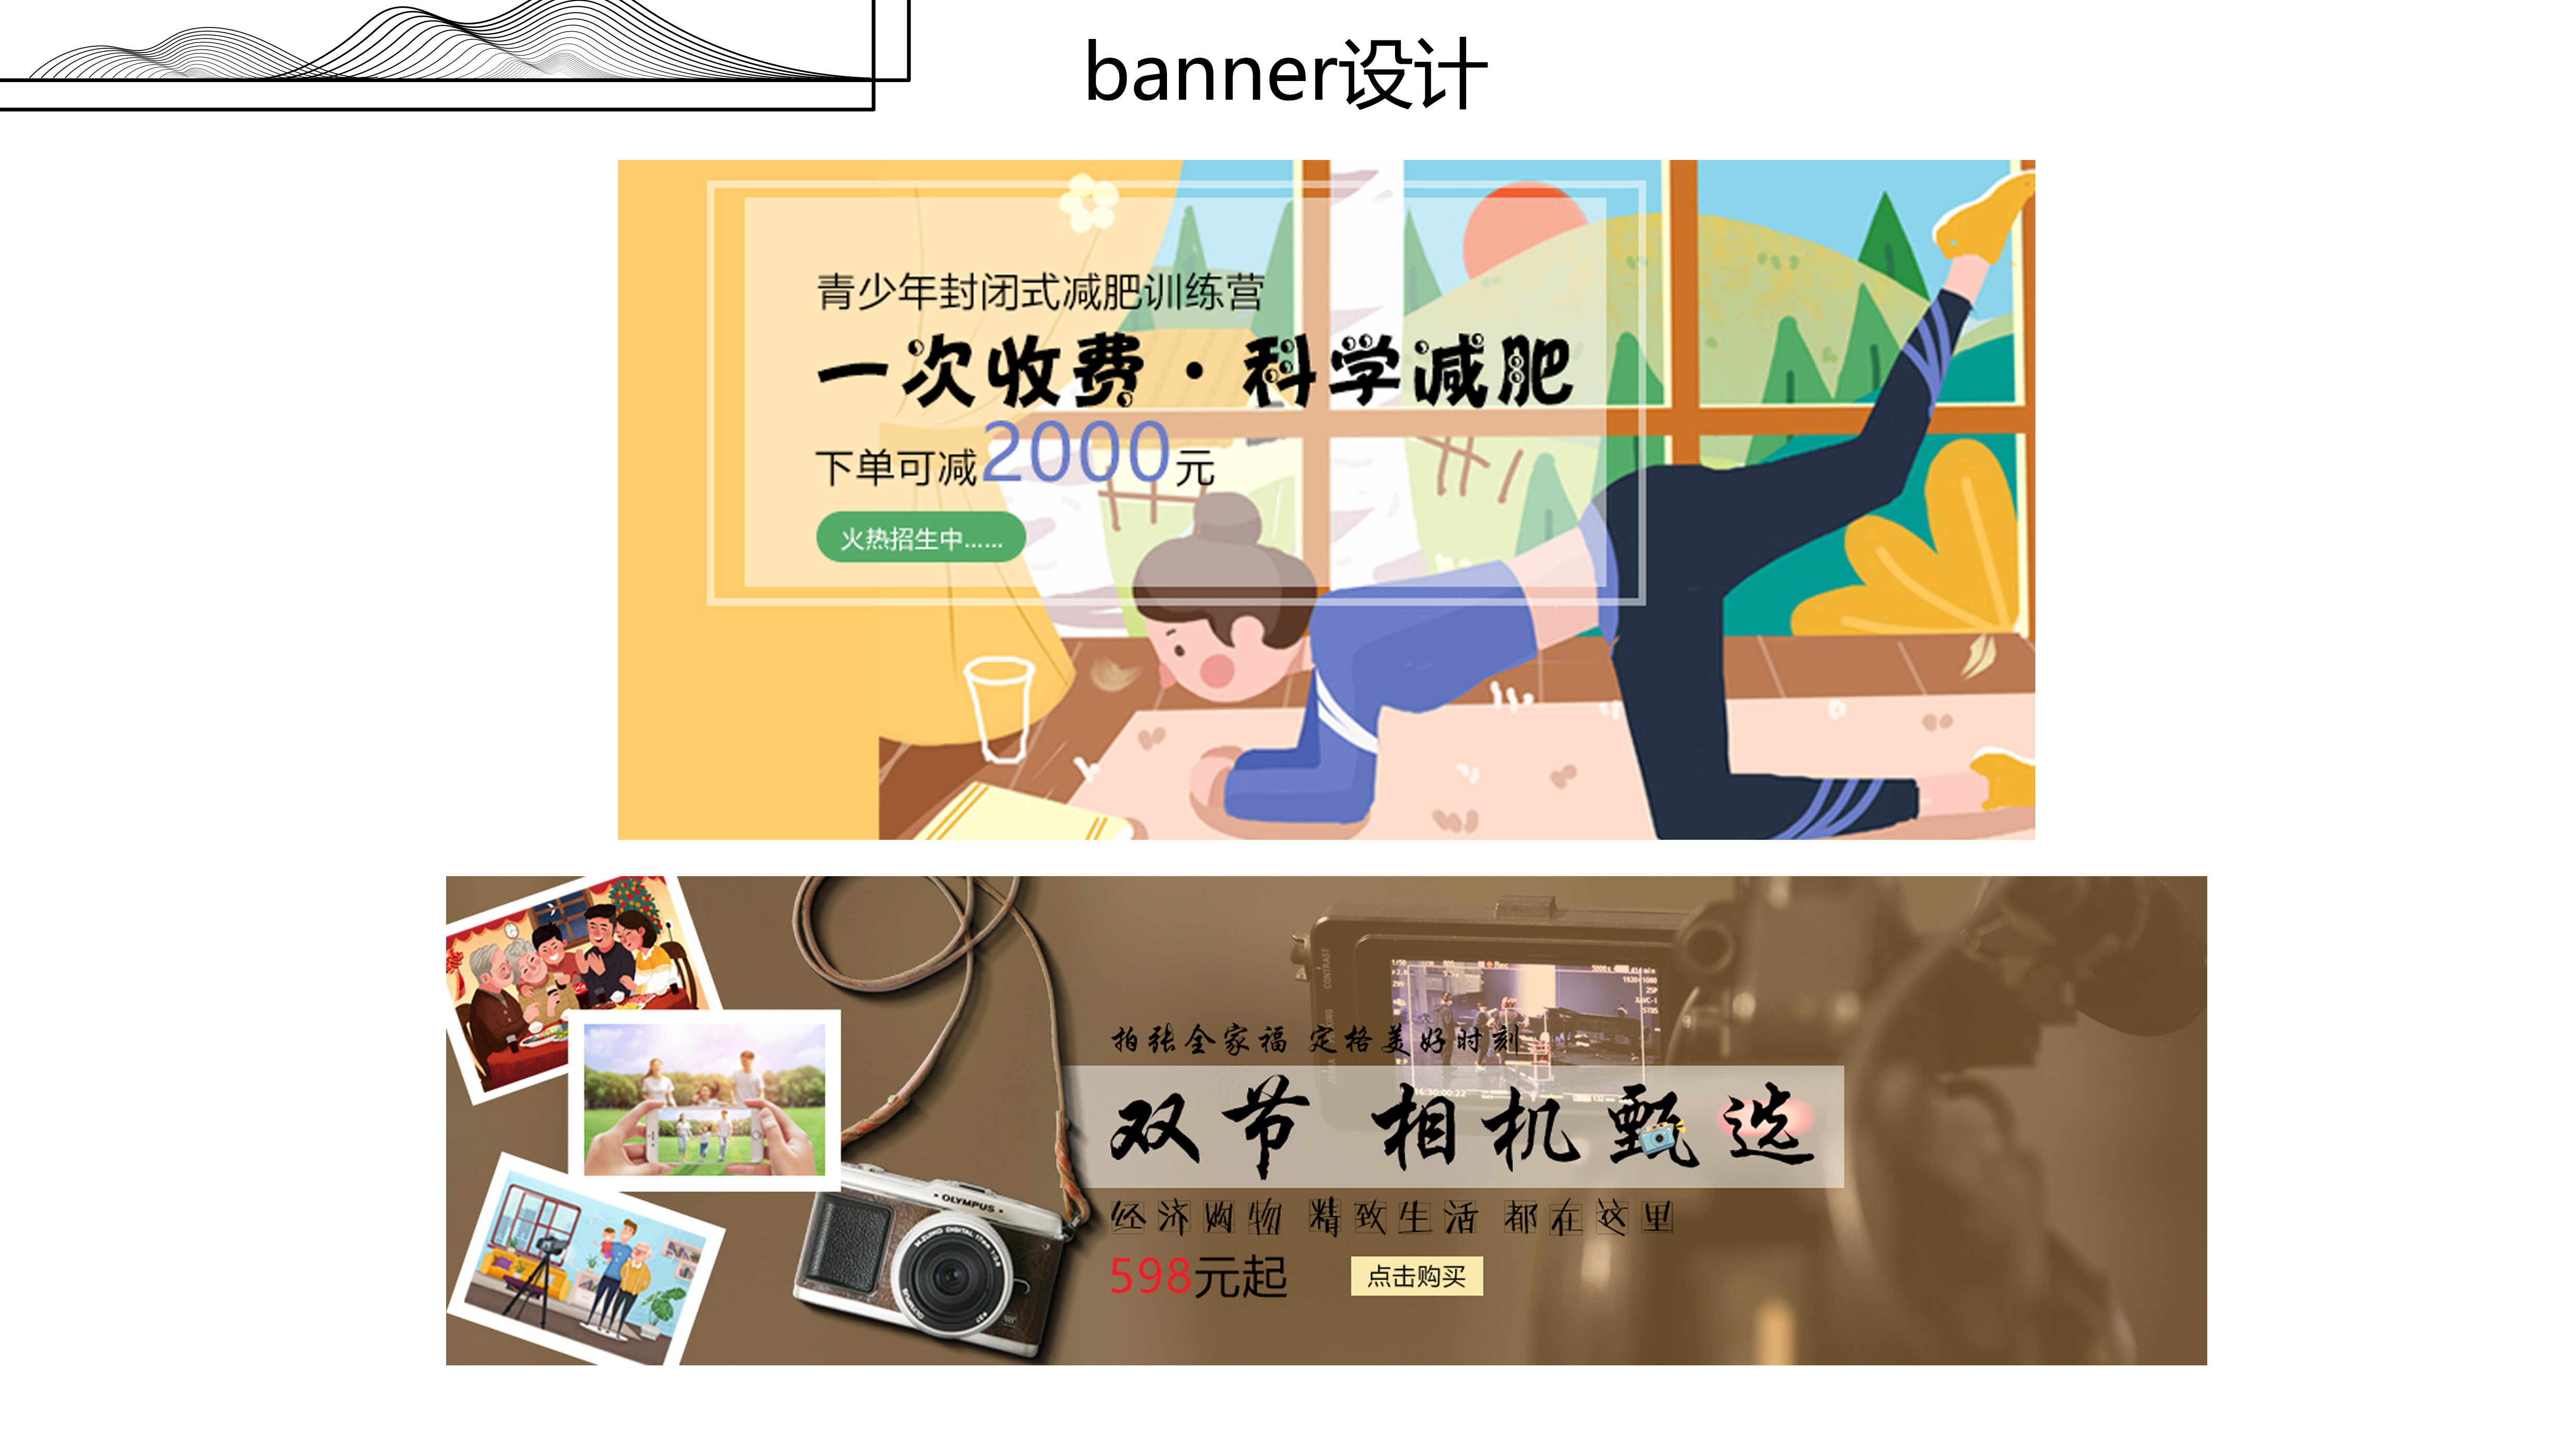 banner设计
青少年封闭式减肥训练营
一次收费·科学减肥
下单可减2000元
火热招生中......
拍张全家福 定格美好时刻
双节 相机甄选
经济购物 精致生活 都在这里
598元起
点击购买
OLYMPUS
CONTRAST